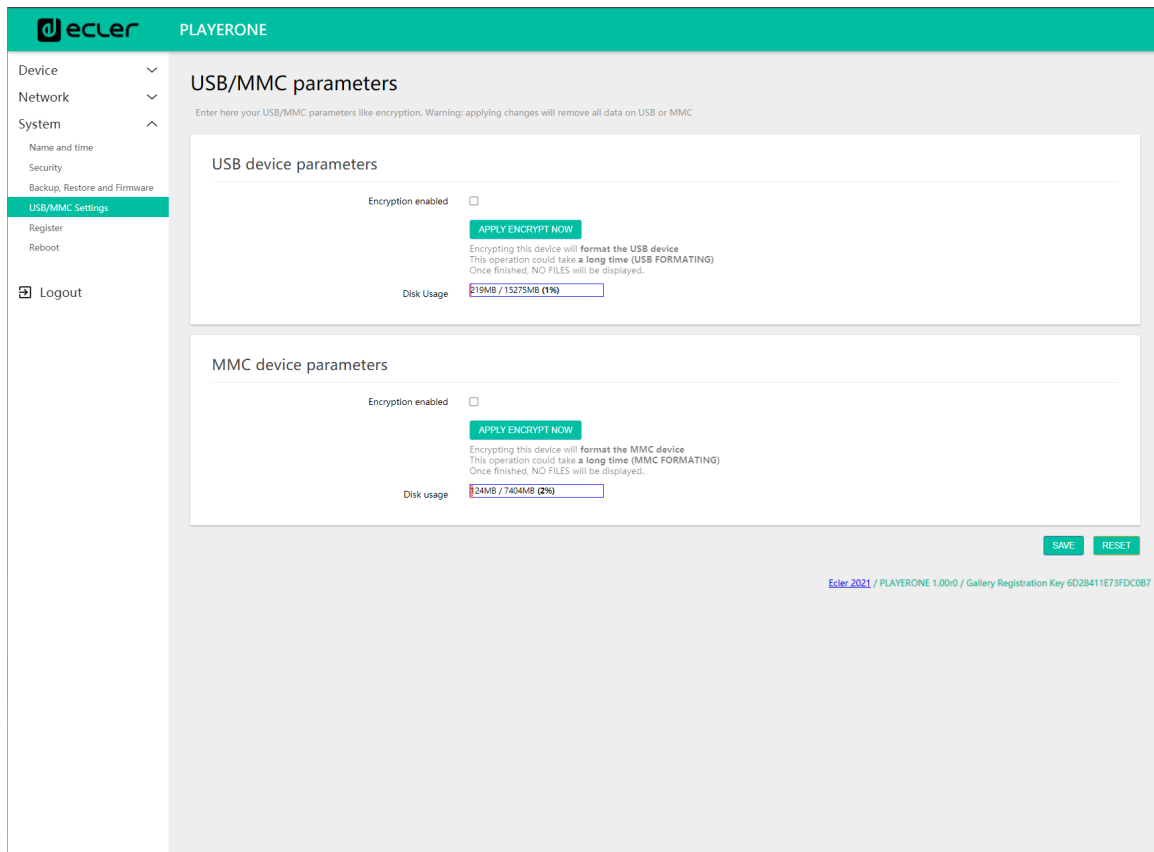 ecler
PLAYERONE
Device
Network
System
Name and time
Security
Backup, Restore and Firmware
USB/MMC Settings
Register
Reboot
Logout
USB/MMC parameters
Enter here your USB/MMC parameters like encryption. Warning: applying changes will remove all data on USB or MMC
USB device parameters
Encryption enabled
APPLY ENCRYPT NOW
Encrypting this device will format the USB device
This operation could take a long time (USB FORMATING)
Once finished, NO FILES will be displayed.
Disk Usage
219MB / 15275MB (1%)
MMC device parameters
Encryption enabled
APPLY ENCRYPT NOW
Encrypting this device will format the MMC device
This operation could take a long time (MMC FORMATING)
Once finished, NO FILES will be displayed.
Disk usage
124MB / 7404MB (2%)
SAVE
RESET
Ecler 2021 / PLAYERONE 1.00r0 / Gallery Registration Key 6D28411E73FDC0B7